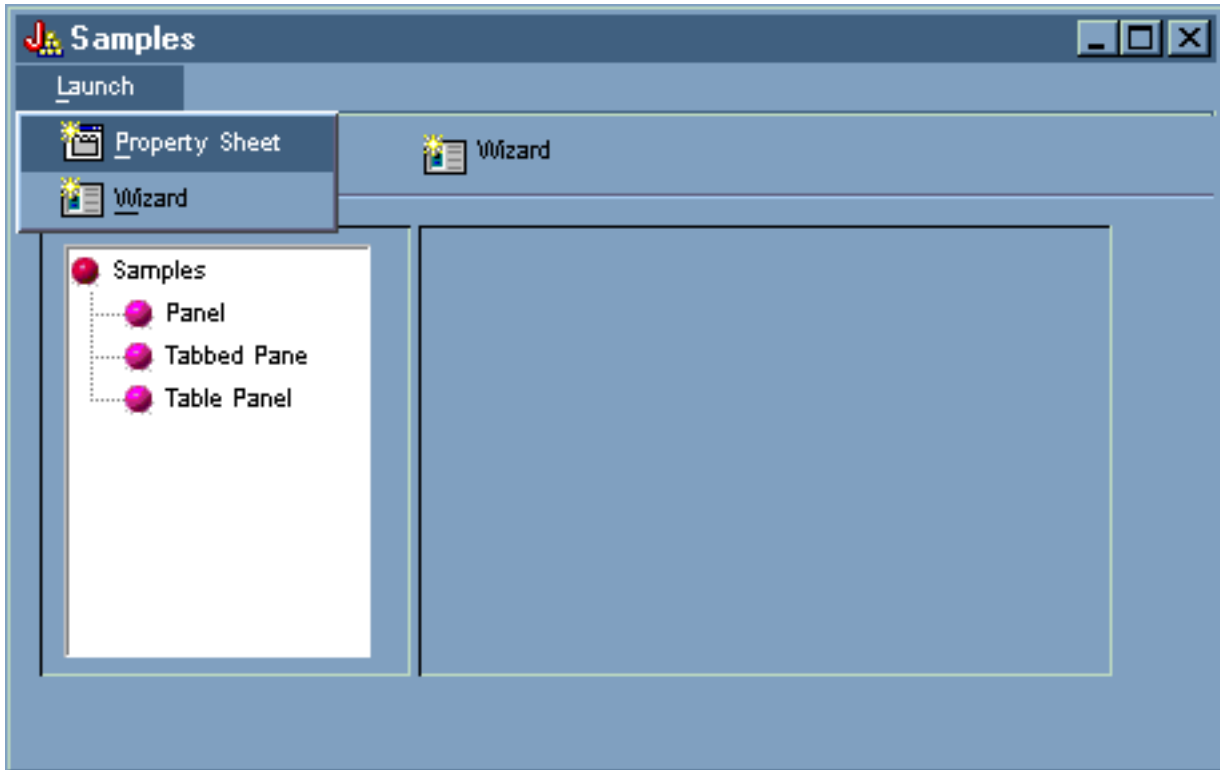 Samples
Launch
Property Sheet
Wizard
Wizard
Samples
Panel
Tabbed Pane
Table Panel